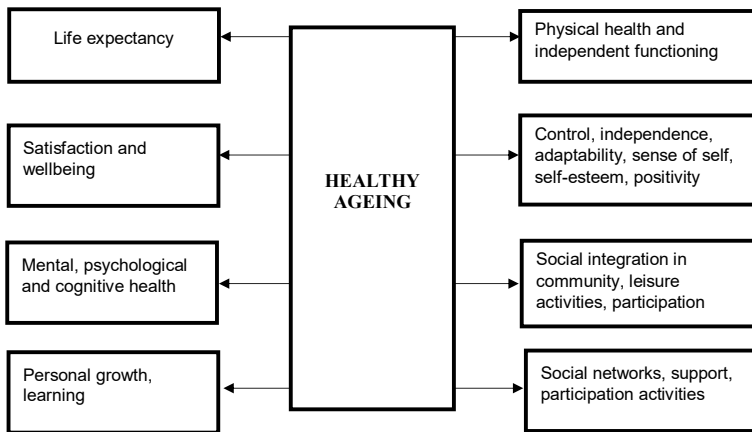 Life expectancy
Satisfaction and
wellbeing
Mental, psychological
and cognitive health
Personal growth,
learning
HEALTHY
AGEING
Physical health and
independent functioning
Control, independence,
adaptability, sense of self,
self-esteem, positivity
Social integration in
community, leisure
activities, participation
Social networks, support,
participation activities